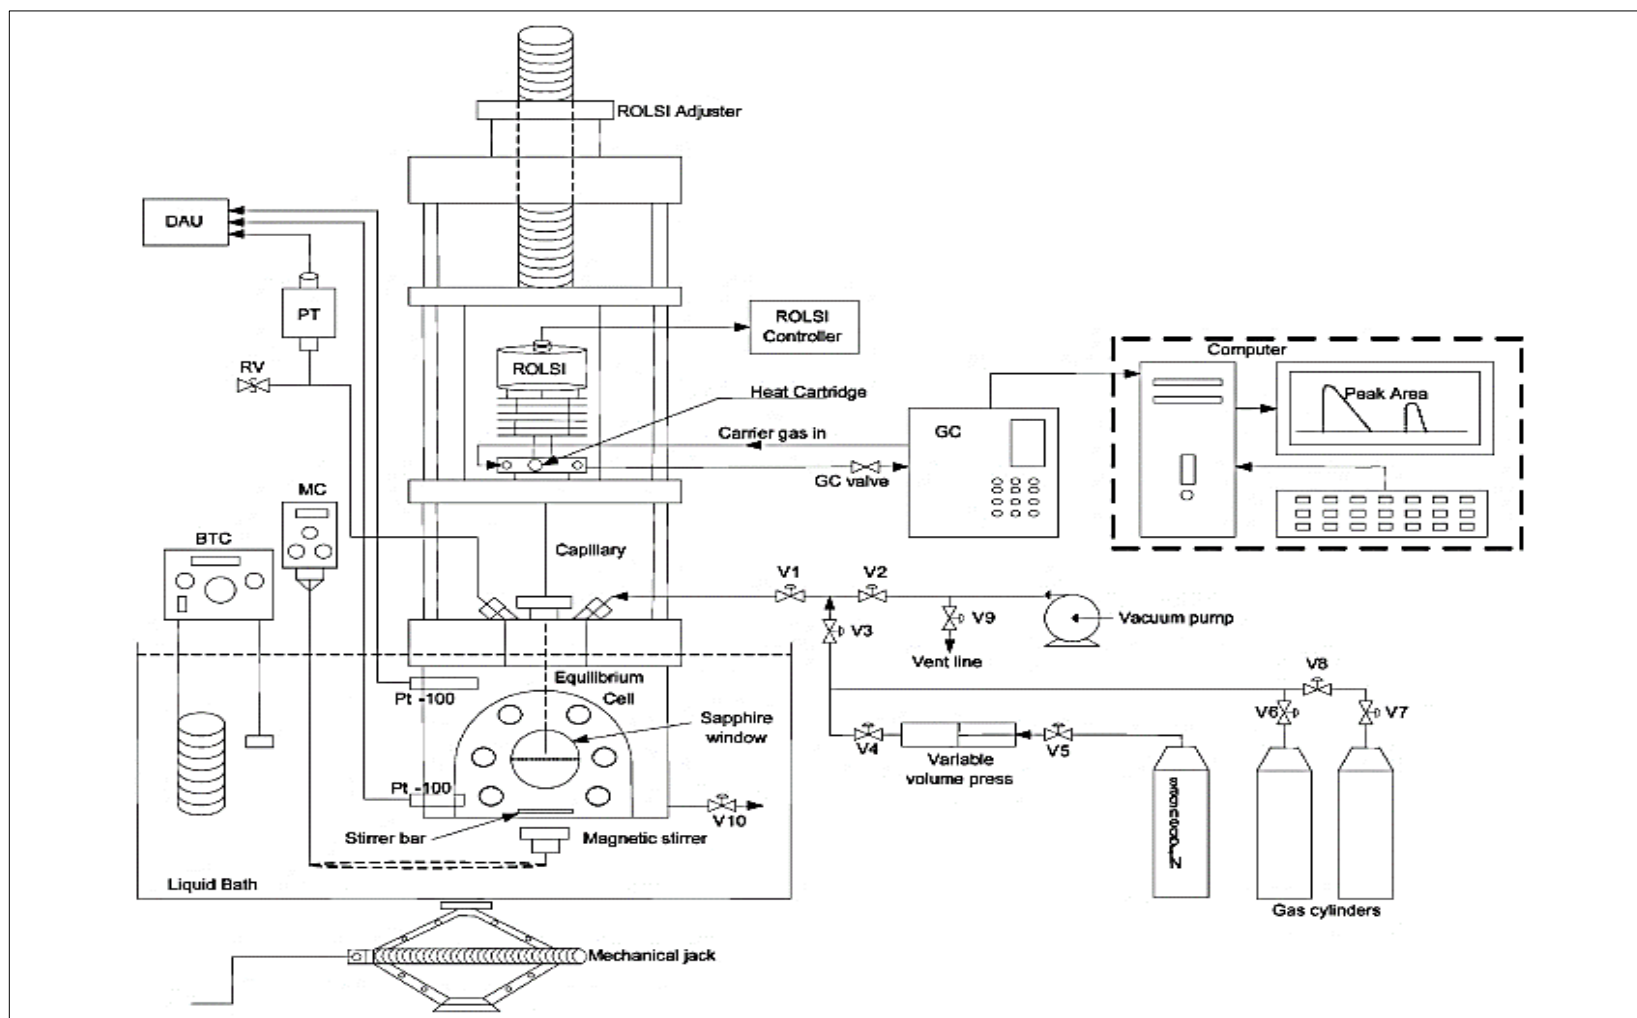 ROLSI Adjuster
DAU
PT
RV
ROLSI
Controller
ROLSI
Heat Cartridge
Carrier gas in
GC valve
GC
Computer
Peak Area
MC
BTC
Capillary
V1
V2
V3
V9
Vacuum pump
Vent line
Equilibrium
Cell
Pt -100
Sapphire
window
V8
V6
V7
V4
V5
Variable
volume press
Pt -100
V10
Stirrer bar
Magnetic stirrer
Liquid Bath
Gas cylinders
Mechanical jack